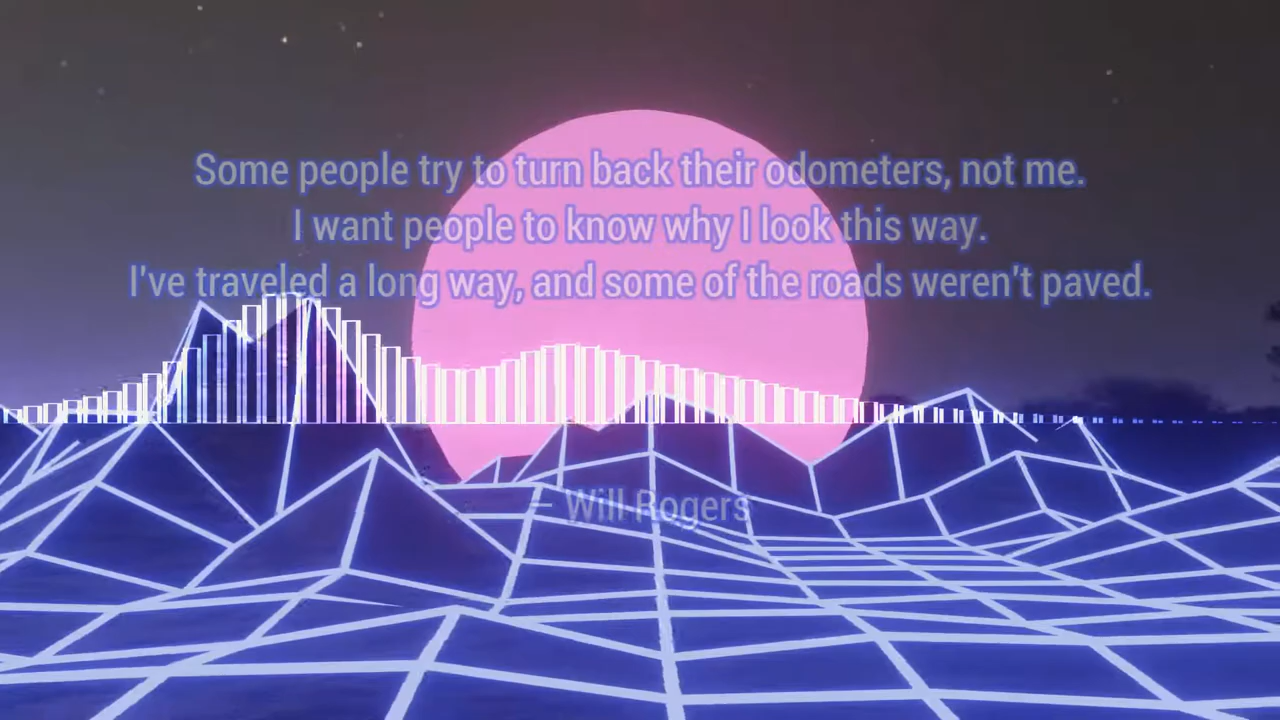 Some people try to turn back their odometers, not me.
I want people to know why I look this way.
I've traveled a long way, and some of the roads weren't paved.
– Will Rogers